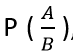 P ( A/B ),